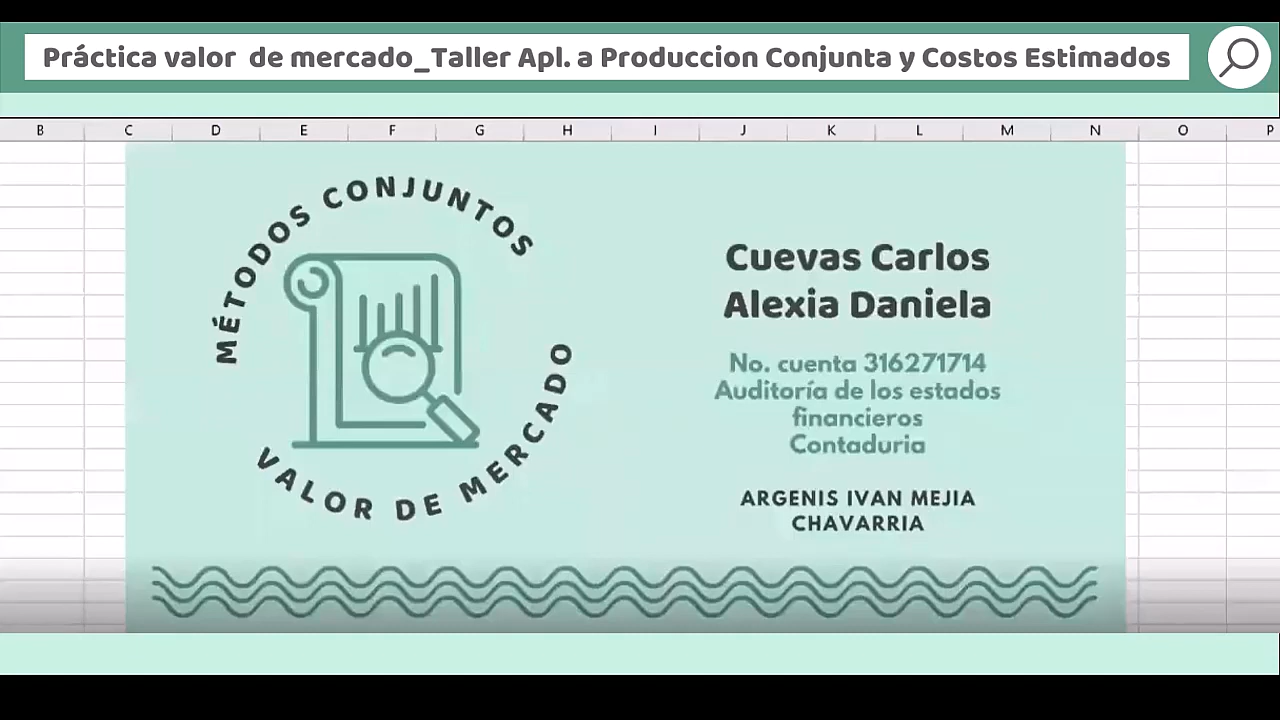 Práctica valor de mercado_Taller Apl. a Produccion Conjunta y Costos Estimados
B C D E F G H I J K L M N O P
MÉTODOS CONJUNTOS
VALOR DE MERCADO
Cuevas Carlos
Alexia Daniela
No. cuenta 316271714
Auditoría de los estados
financieros
Contaduria
ARGENIS IVAN MEJIA
CHAVARRIA